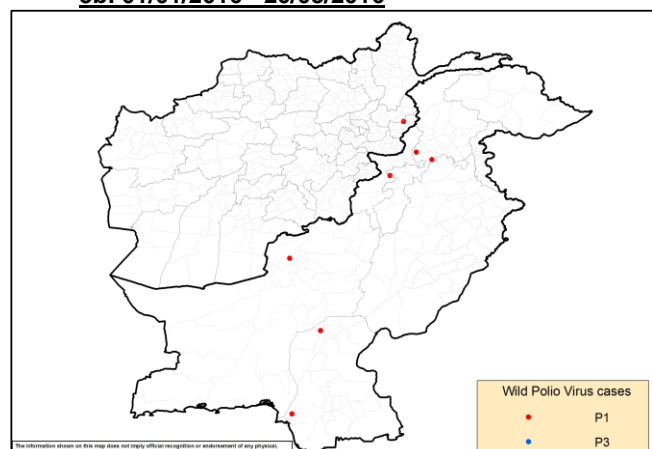 Wild Polio Virus cases
P1
P3
The information shown on this map does not imply official recognition or endorsement of any physical,